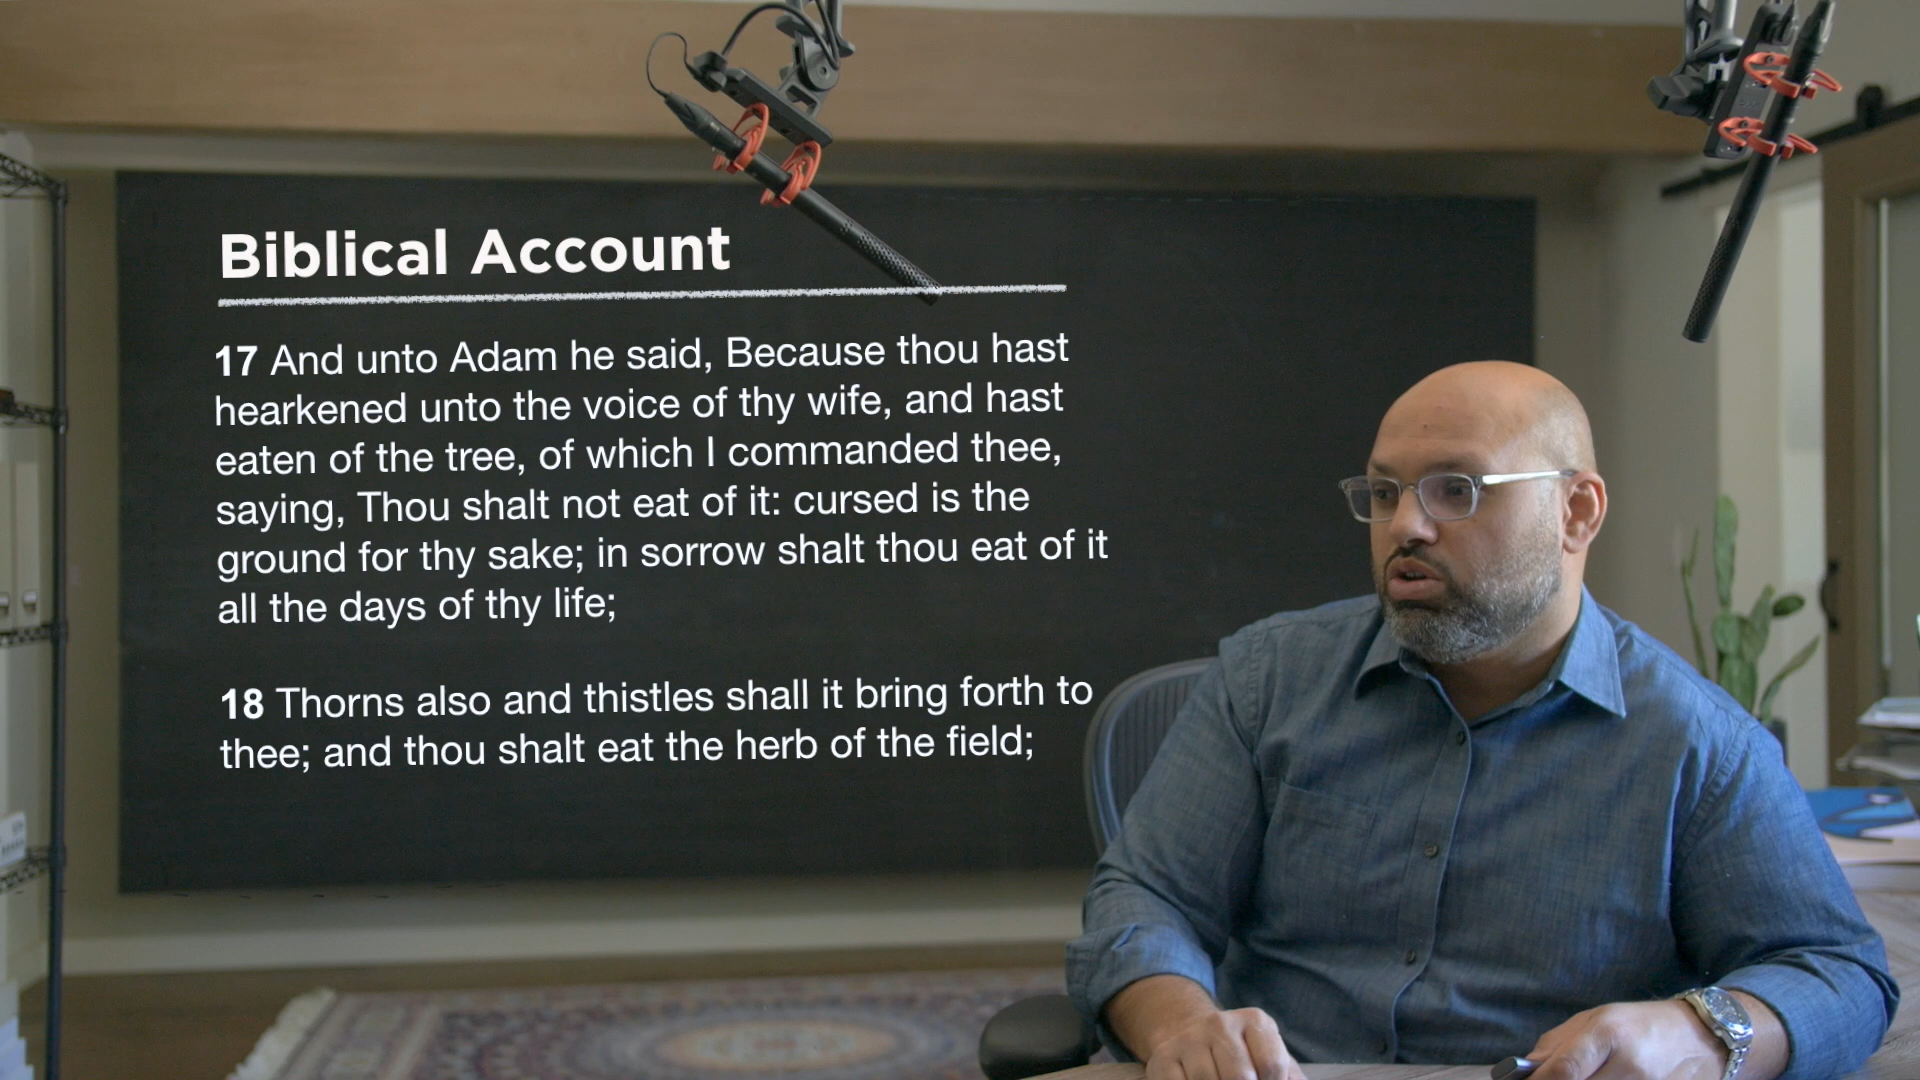 Biblical Account
17 And unto Adam he said, Because thou hast
hearkened unto the voice of thy wife, and hast
eaten of the tree, of which I commanded thee,
saying, Thou shalt not eat of it: cursed is the
ground for thy sake; in sorrow shalt thou eat of it
all the days of thy life;
18 Thorns also and thistles shall it bring forth to
thee; and thou shalt eat the herb of the field;